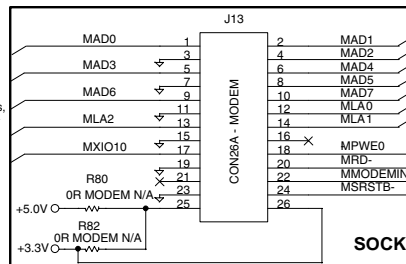 J13
MAD0 1 2 MAD1
3 4 MAD2
MAD3 5 6 MAD4
7 8 MAD5
MAD6 9 10 MAD7
s,
11 12 MLA0
MLA2 13 14 MLA1
15 16
MXIO10 17 18 MPWE0
19 20 MRD-
R80 21 22 MMODEMIN
0R MODEM N/A 23 24 MSRSTB-
+5.0V 25 26
R82
0R MODEM N/A
+3.3V
CON26A - MODEM
SOCK